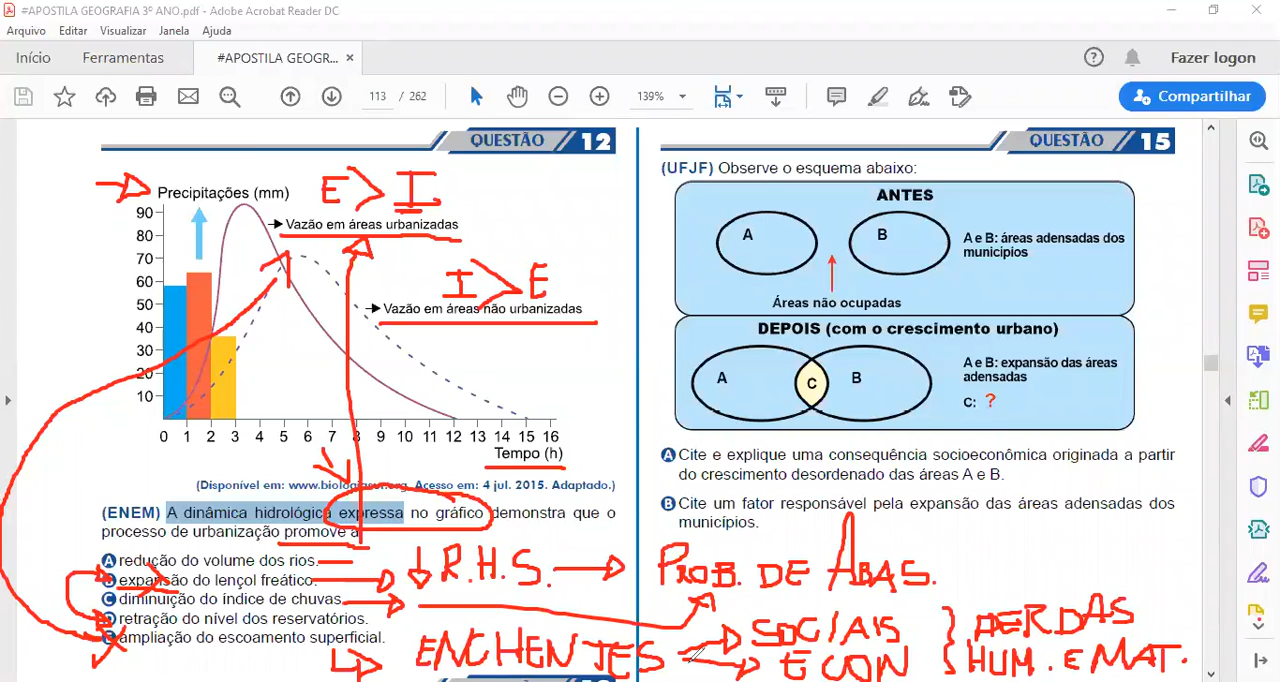 #APOSTILA GEOGRAFIA 3º ANO.pdf - Adobe Acrobat Reader DC
Arquivo Editar Visualizar Janela Ajuda
Início Ferramentas #APOSTILA GEOGR... × Fazer logon
113 / 262 139% Compartilhar
QUESTÃO 12
Precipitações (mm)
E > I
90
80
70
60
50
40
30
20
10
Vazão em áreas urbanizadas
I > E
Vazão em áreas não urbanizadas
0 1 2 3 4 5 6 7 8 9 10 11 12 13 14 15 16
Tempo (h)
(Disponível em: www.biologiasur.org. Acesso em: 4 jul. 2015. Adaptado.)
(ENEM) A dinâmica hidrológica expressa no gráfico demonstra que o
processo de urbanização promove a
A redução do volume dos rios.
B expansão do lençol freático.
C diminuição do índice de chuvas.
D retração do nível dos reservatórios.
E ampliação do escoamento superficial.
↓ R.H.S. → PROB. DE ABAS.
ENCHENTES
SOCIAIS
ECON
} PERDAS
HUM. E MAT.
QUESTÃO 15
(UFJF) Observe o esquema abaixo:
ANTES
A B
A e B: áreas adensadas dos
municípios
Áreas não ocupadas
DEPOIS (com o crescimento urbano)
A C B
A e B: expansão das áreas
adensadas
C: ?
A Cite e explique uma consequência socioeconômica originada a partir
do crescimento desordenado das áreas A e B.
B Cite um fator responsável pela expansão das áreas adensadas dos
municípios.